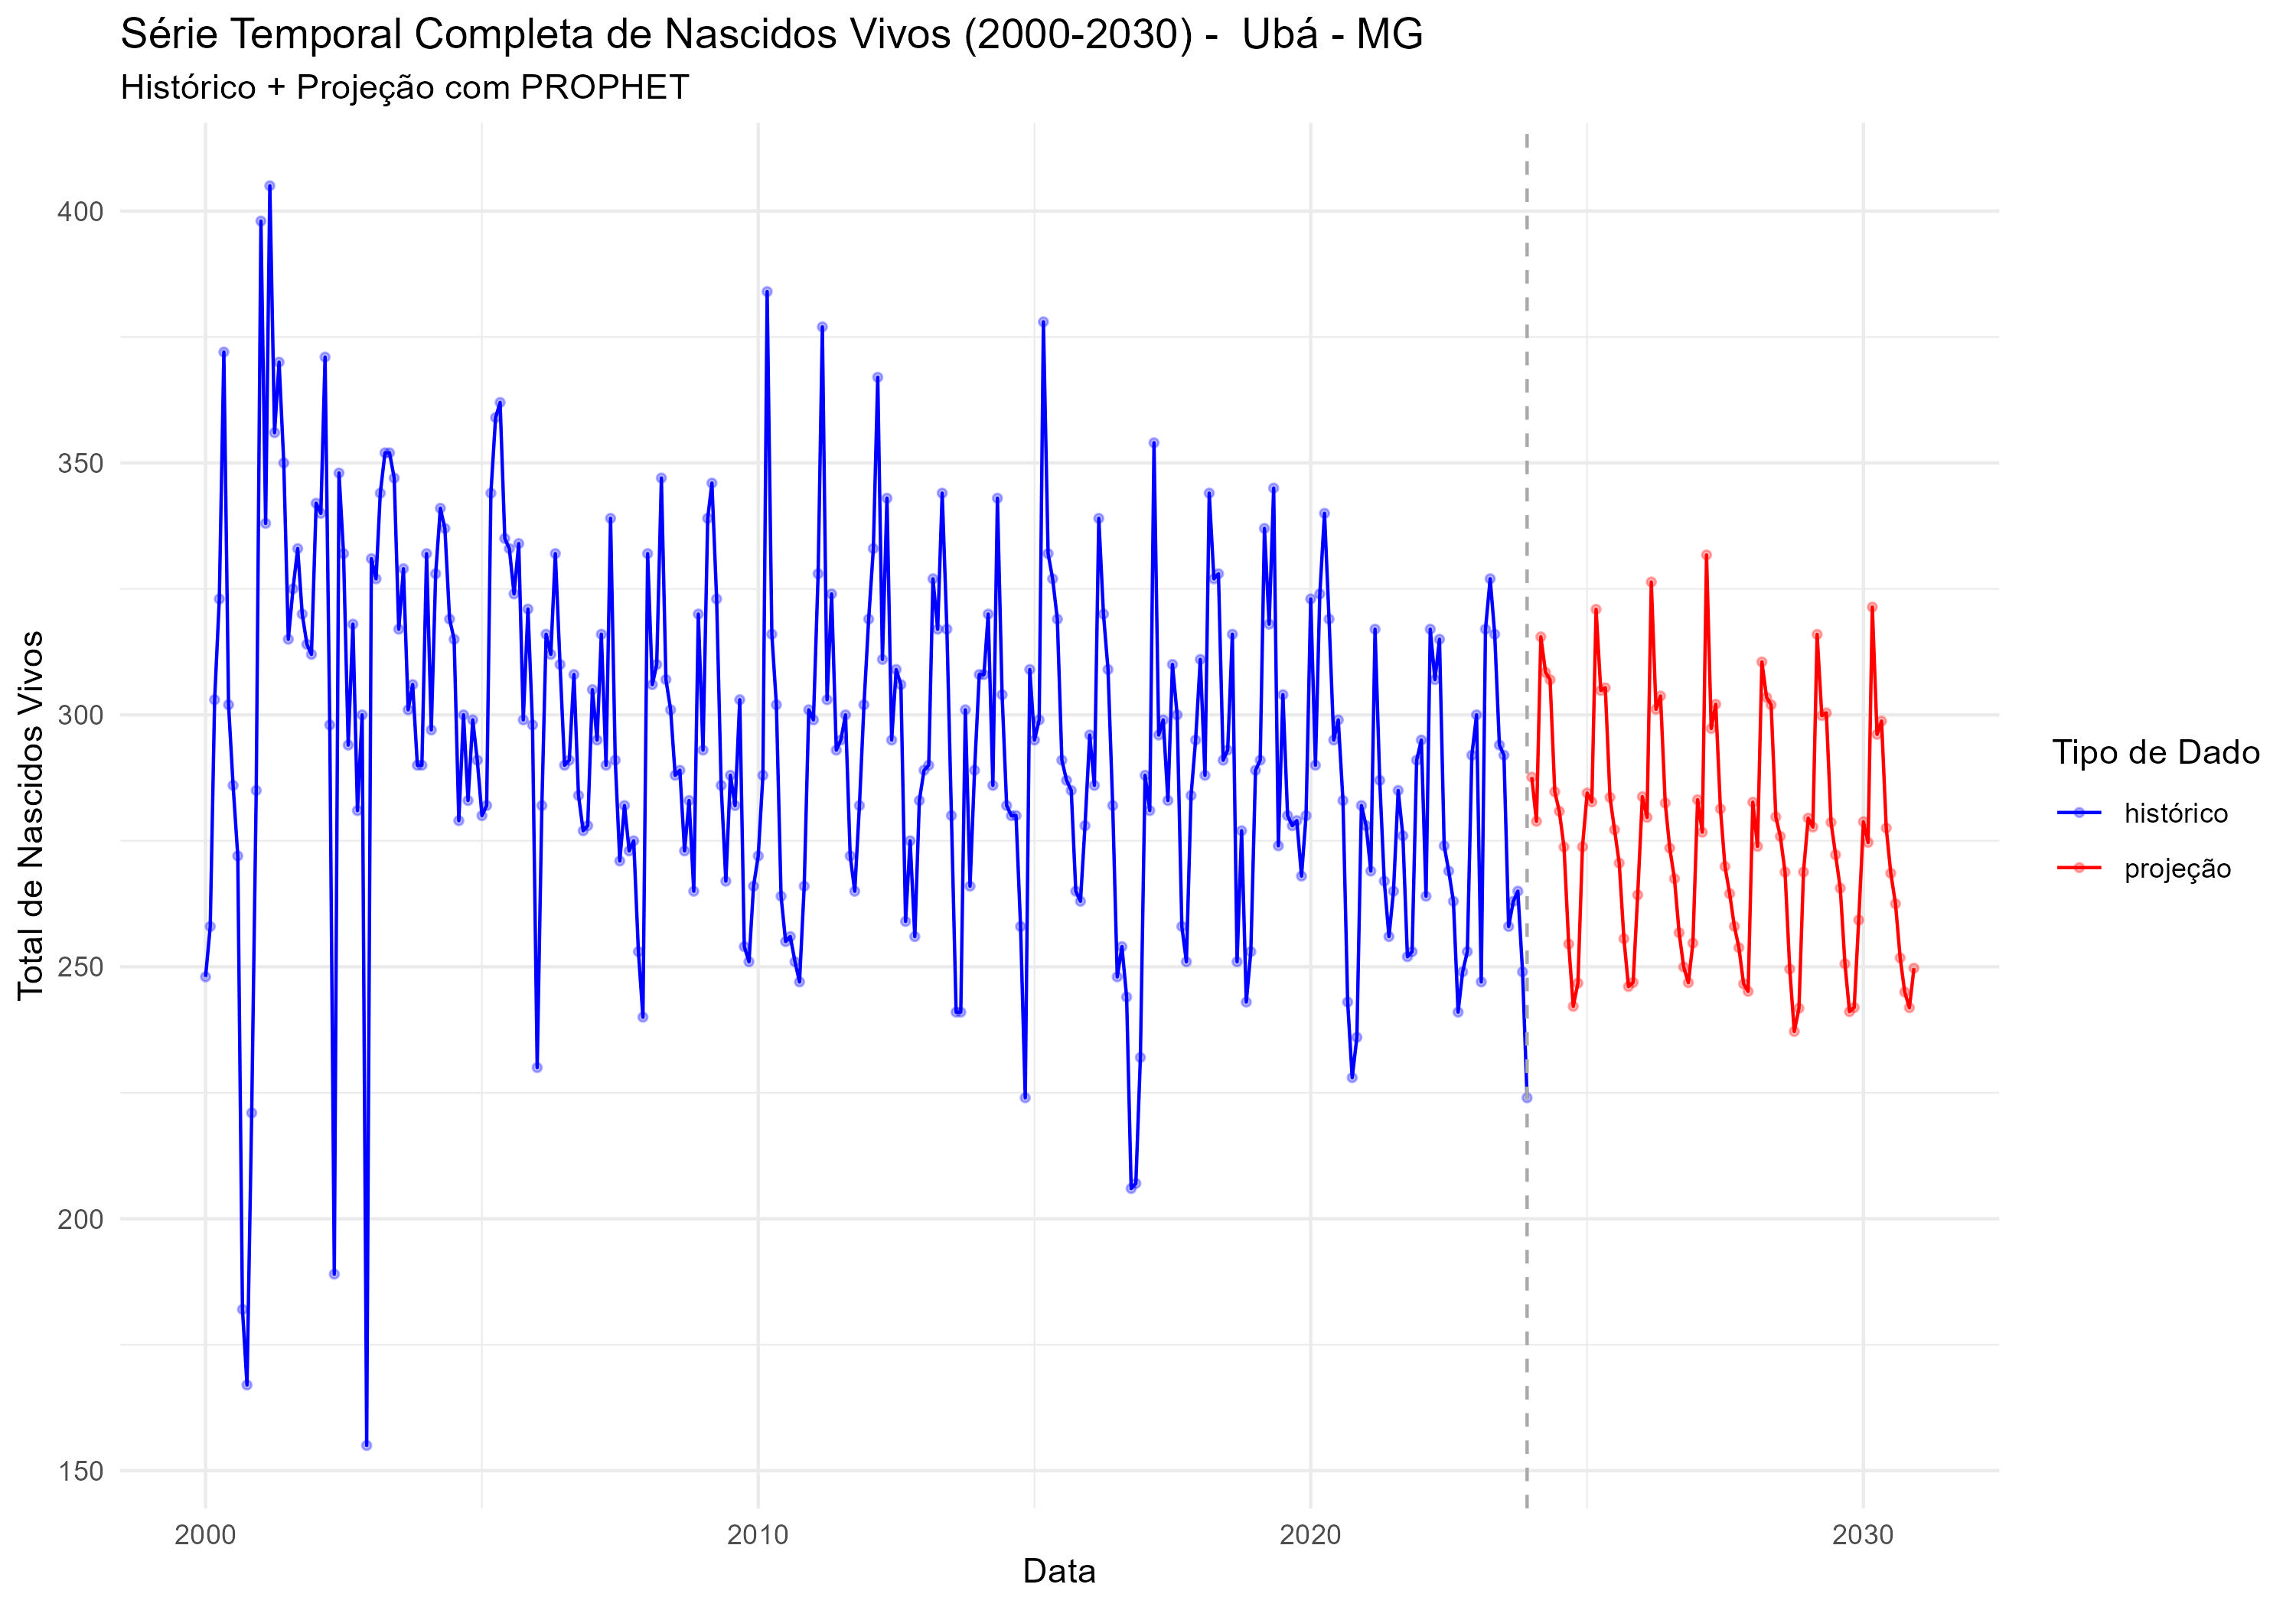 Série Temporal Completa de Nascidos Vivos (2000-2030) -  Ubá - MG
Histórico + Projeção com PROPHET
Total de Nascidos Vivos
400
350
300
250
200
150
2000
2010
2020
2030
Data
Tipo de Dado
histórico
projeção